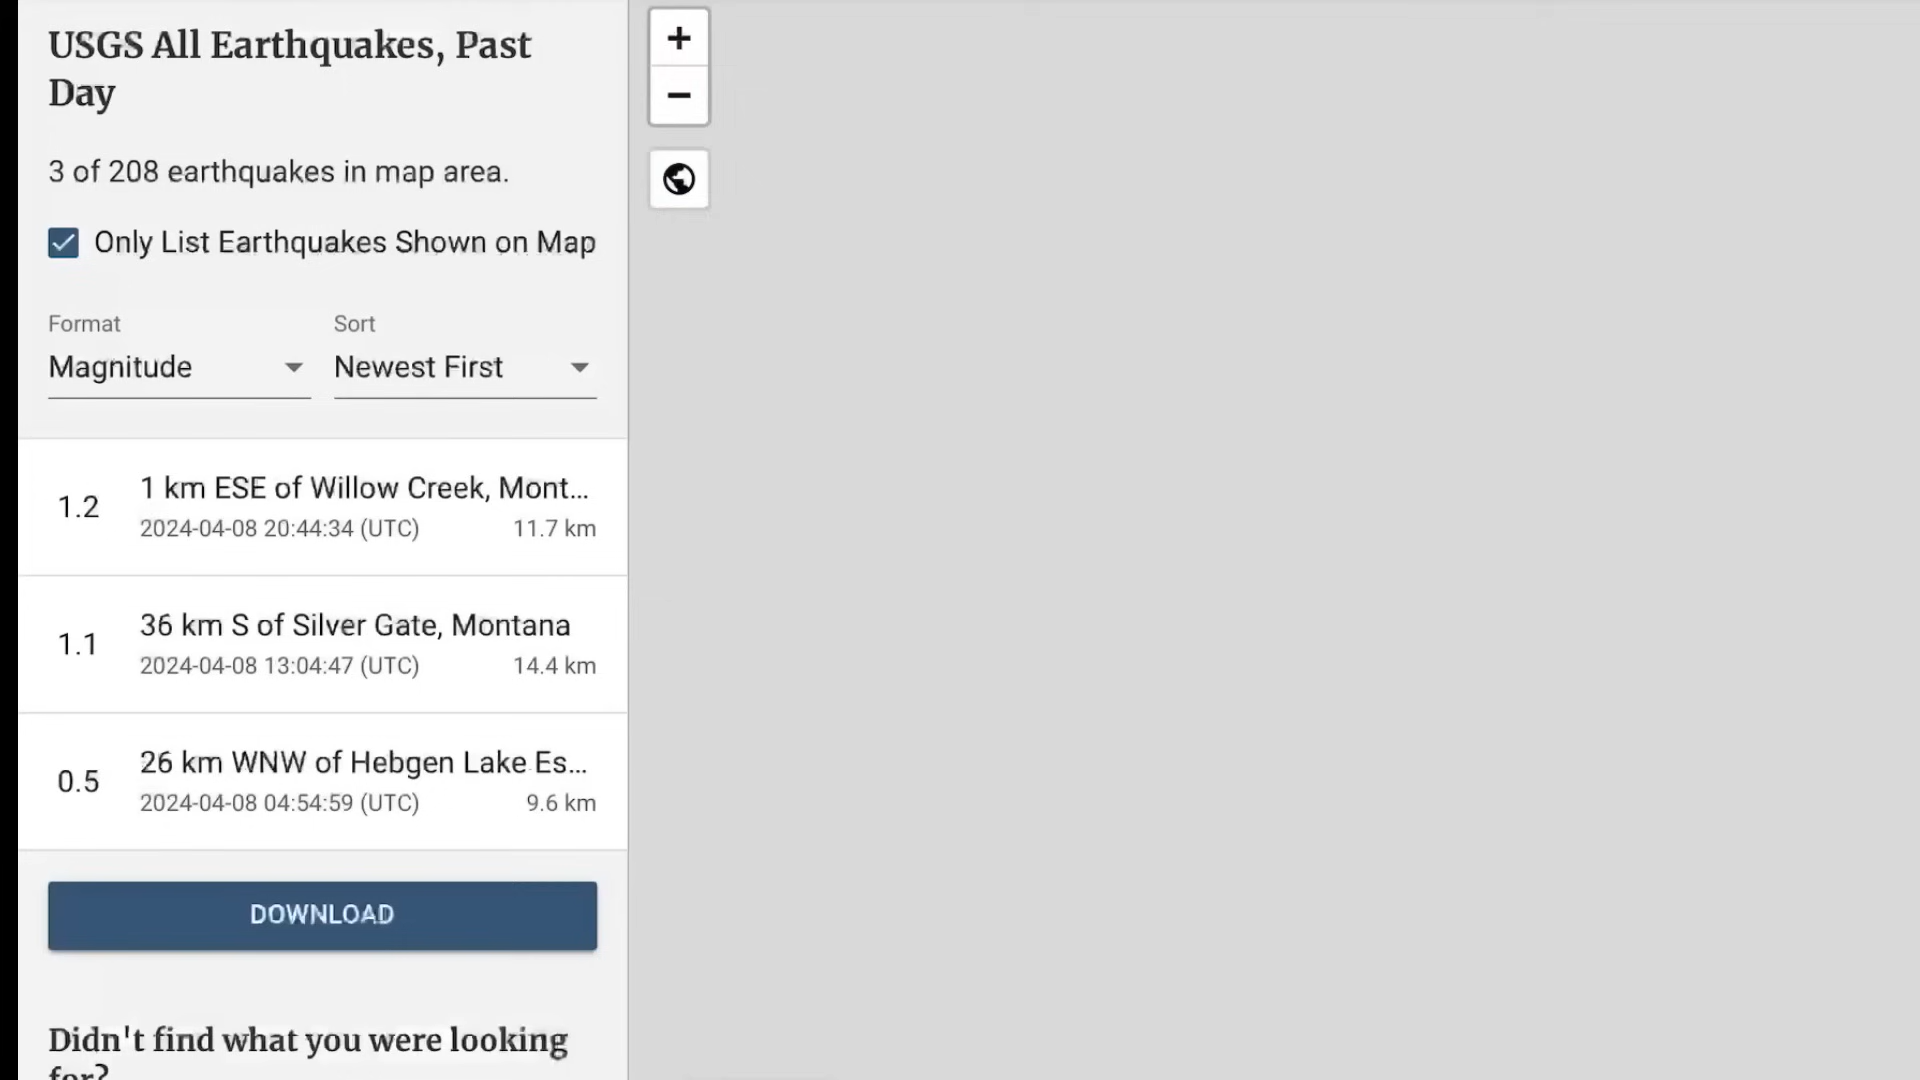 USGS All Earthquakes, Past
Day
3 of 208 earthquakes in map area.
Only List Earthquakes Shown on Map
Format
Sort
Magnitude
Newest First
1.2
1 km ESE of Willow Creek, Mont...
2024-04-08 20:44:34 (UTC)
11.7 km
1.1
36 km S of Silver Gate, Montana
2024-04-08 13:04:47 (UTC)
14.4 km
0.5
26 km WNW of Hebgen Lake Es...
2024-04-08 04:54:59 (UTC)
9.6 km
DOWNLOAD
Didn't find what you were looking
for?
+
−